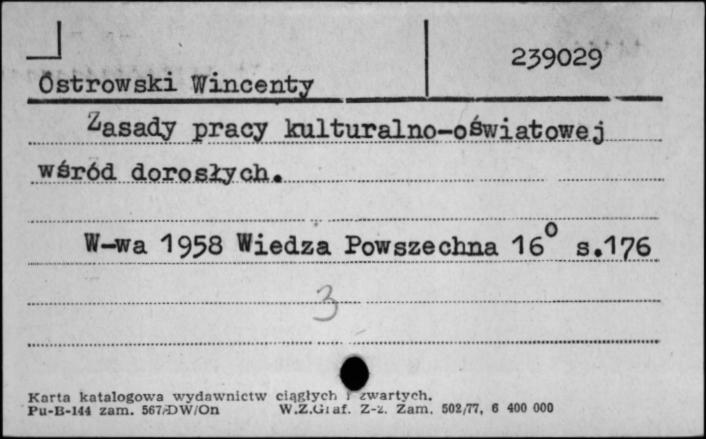 239029
Ostrowski Wincenty
Zasady pracy kulturalno-oświatowej
wśród dorosłych.
W-wa 1958 Wiedza Powszechna 16° s.176
3
Karta katalogowa wydawnictw ciągłych i zwartych.
Pu-B-144 zam. 567/DW/On W.Z.Graf. Z-ż. Zam. 502/77, 6 400 000